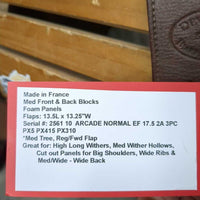 Made in France
Med Front & Back Blocks
Foam Panels
Flaps: 13.5L x 13.25"W
Serial #: 2561 10 ARCADE NORMAL EF 17.5 2A 3PC
PX5 PX415 PX310
*Med Tree, Reg/Fwd Flap
Great for: High Long Withers, Med Wither Hollows,
Cut out Panels for Big Shoulders, Wide Ribs &
Med/Wide - Wide Back